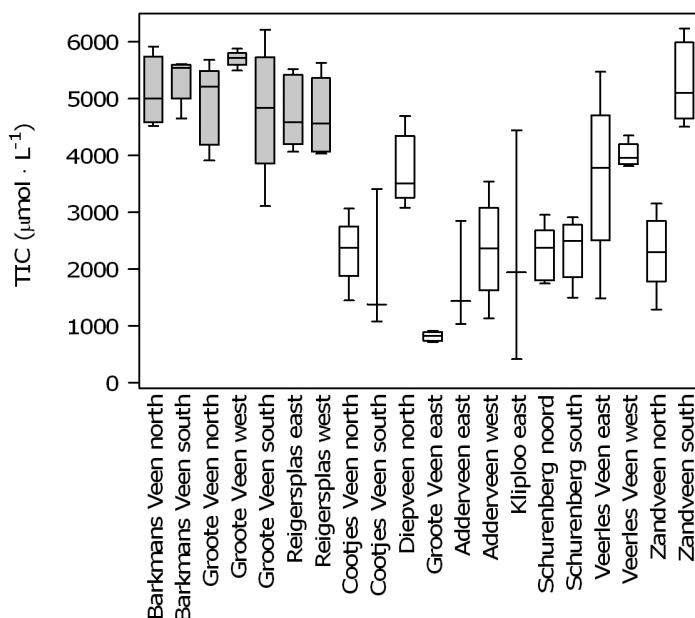 6000
5000
4000
3000
2000
1000
0
TIC (μmol · L⁻¹)
Barkmans Veen north
Barkmans Veen south
Groote Veen north
Groote Veen west
Groote Veen south
Reigersplas east
Reigersplas west
Cootjes Veen north
Cootjes Veen south
Diepveen north
Groote Veen east
Adderveen east
Adderveen west
Kliploo east
Schurenberg noord
Schurenberg south
Veerles Veen east
Veerles Veen west
Zandveen north
Zandveen south